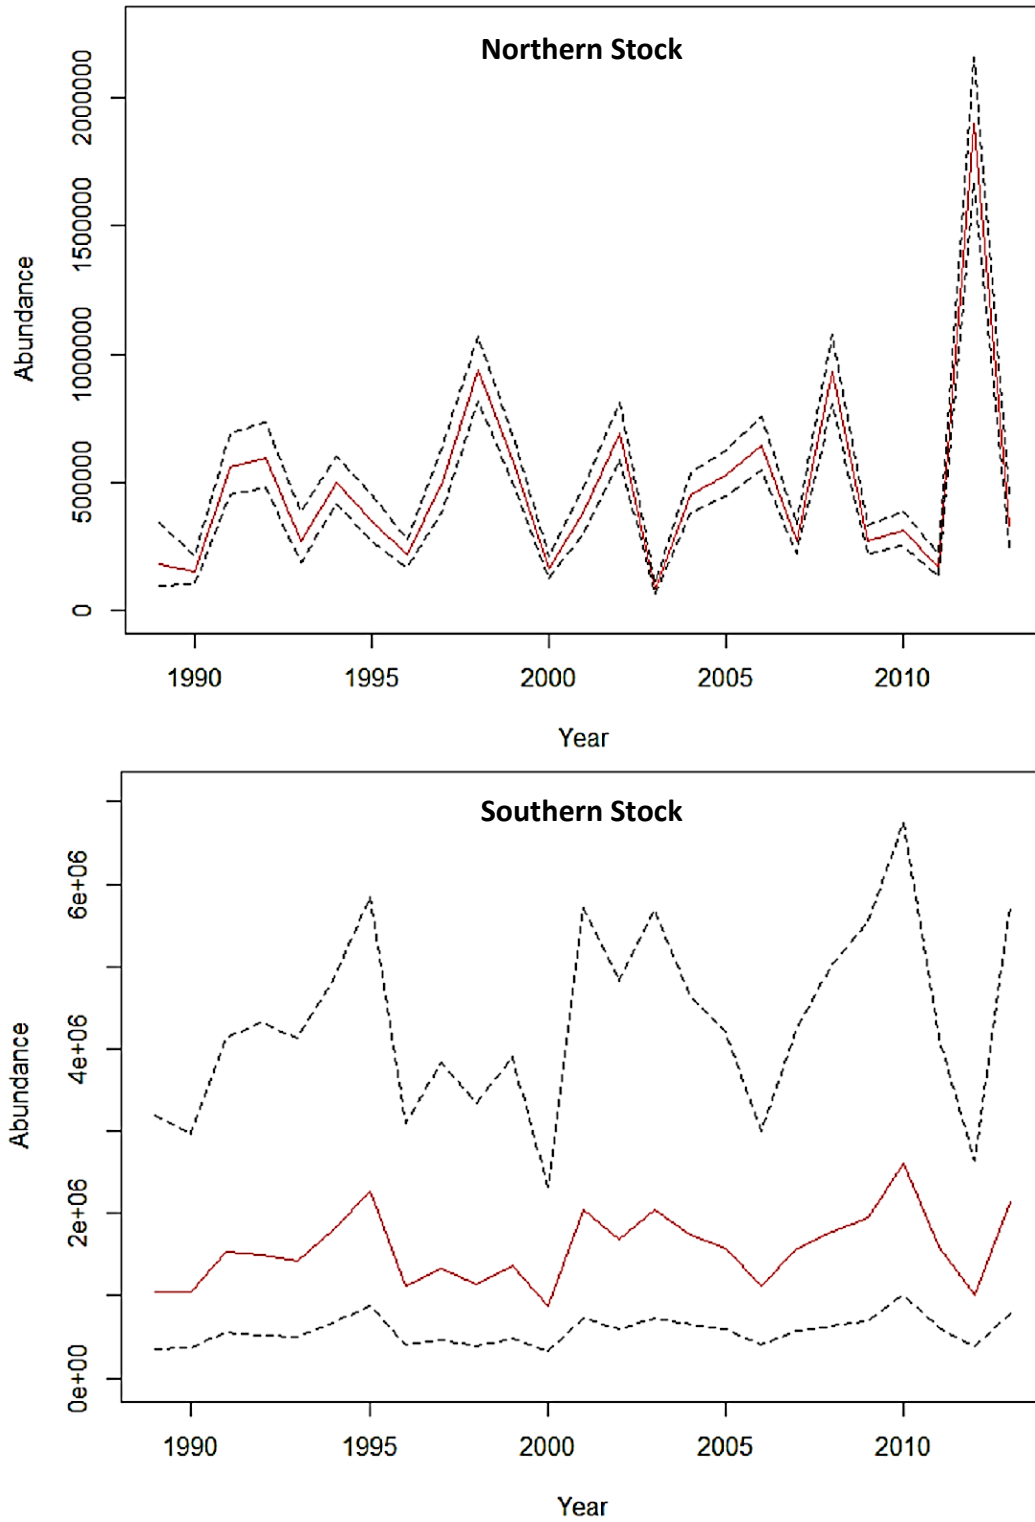 Northern Stock
2000000
1500000
1000000
500000
0
Abundance
1990 1995 2000 2005 2010
Year
Southern Stock
6e+06
4e+06
2e+06
0e+00
Abundance
1990 1995 2000 2005 2010
Year